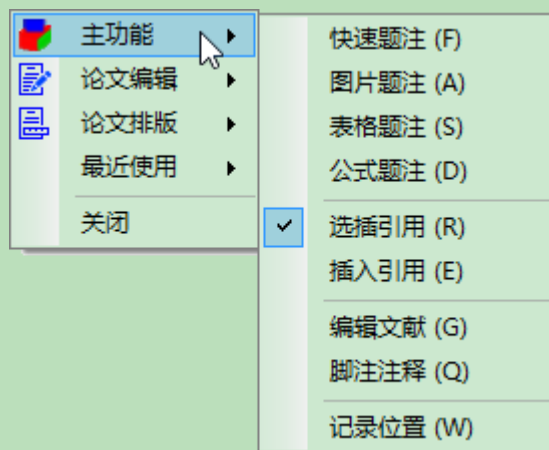 主功能
论文编辑
论文排版
最近使用
关闭
快速题注 (F)
图片题注 (A)
表格题注 (S)
公式题注 (D)
选插引用 (R)
插入引用 (E)
编辑文献 (G)
脚注注释 (Q)
记录位置 (W)